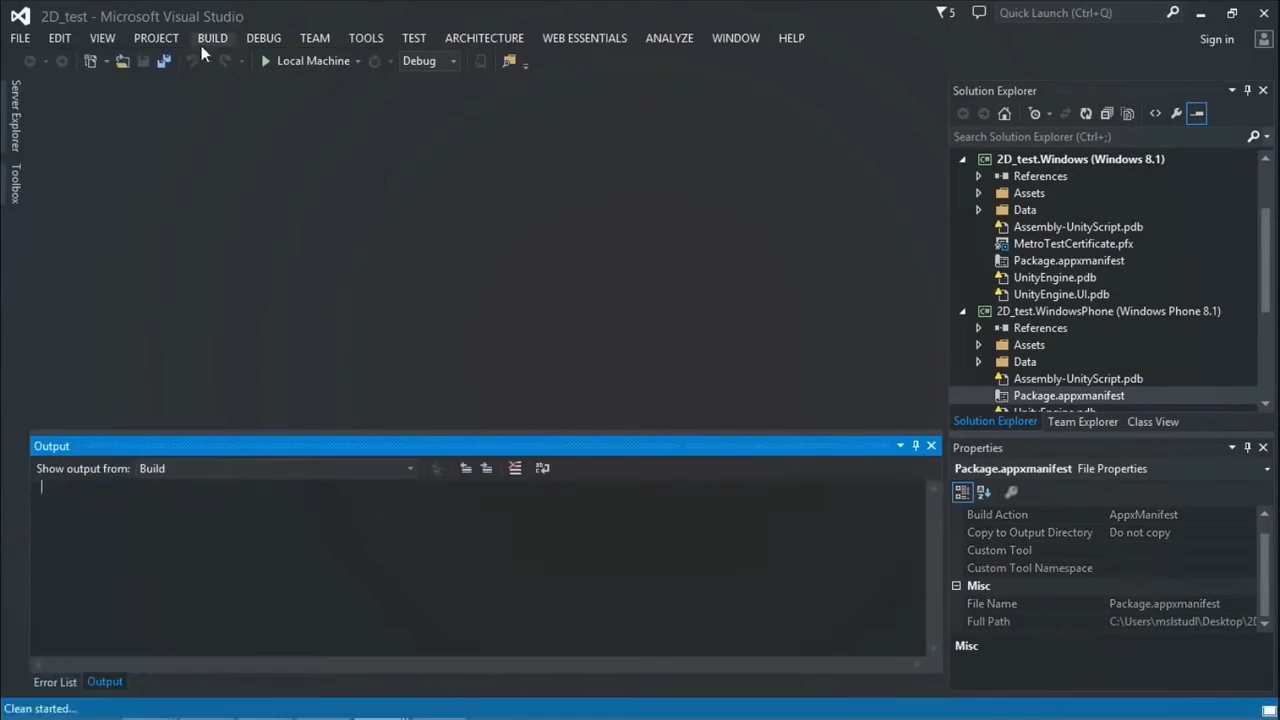 2D_test - Microsoft Visual Studio
5
Quick Launch (Ctrl+Q)
FILE EDIT VIEW PROJECT BUILD DEBUG TEAM TOOLS TEST ARCHITECTURE WEB ESSENTIALS ANALYZE WINDOW HELP
Sign in
Local Machine
Debug
Server Explorer
Toolbox
Solution Explorer
Search Solution Explorer (Ctrl+;)
2D_test.Windows (Windows 8.1)
References
Assets
Data
Assembly-UnityScript.pdb
MetroTestCertificate.pfx
Package.appxmanifest
UnityEngine.pdb
UnityEngine.UI.pdb
2D_test.WindowsPhone (Windows Phone 8.1)
References
Assets
Data
Assembly-UnityScript.pdb
Package.appxmanifest
UnityEngine.pdb
Solution Explorer Team Explorer Class View
Output
Show output from: Build
Properties
Package.appxmanifest File Properties
Build Action AppxManifest
Copy to Output Directory Do not copy
Custom Tool
Custom Tool Namespace
Misc
File Name Package.appxmanifest
Full Path C:\Users\mslstudl\Desktop\2D
Misc
Error List Output
Clean started...